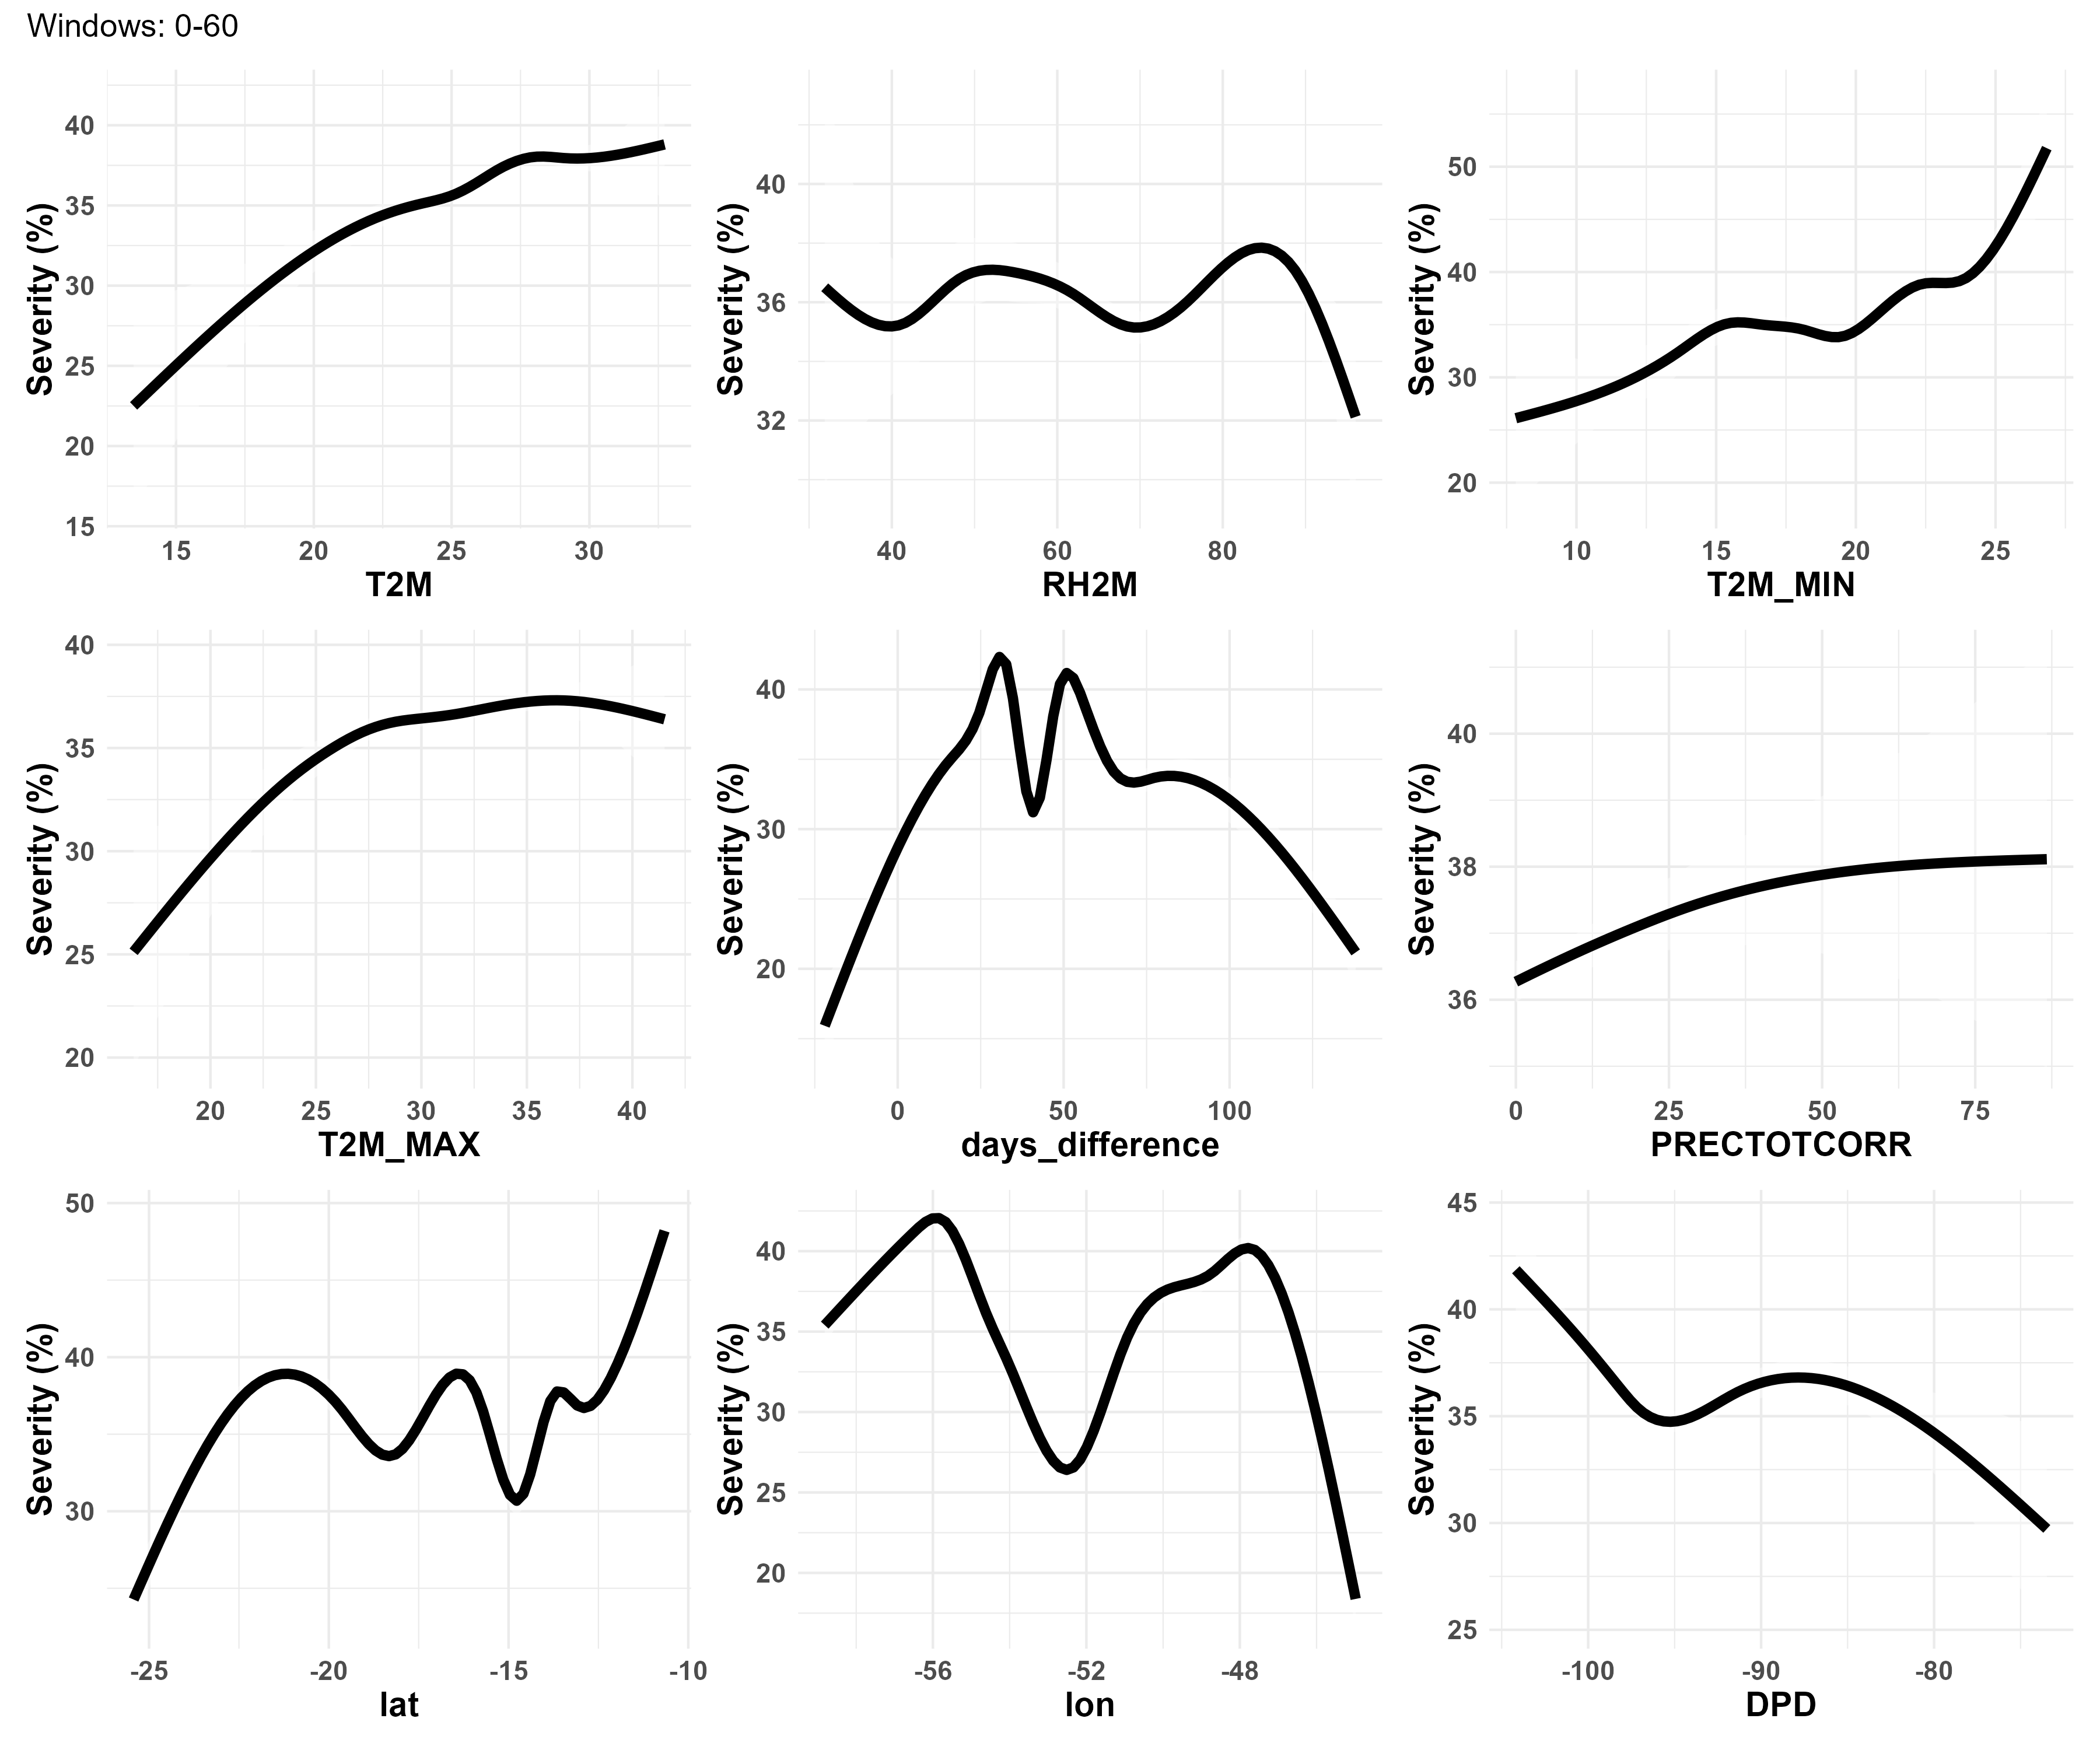 Windows: 0-60
Severity (%)
40
35
30
25
20
15
15 20 25 30
T2M
Severity (%)
40
36
32
40 60 80
RH2M
Severity (%)
50
40
30
20
10 15 20 25
T2M_MIN
Severity (%)
40
35
30
25
20
20 25 30 35 40
T2M_MAX
Severity (%)
40
30
20
0 50 100
days_difference
Severity (%)
40
38
36
0 25 50 75
PRECTOTCORR
Severity (%)
50
40
30
-25 -20 -15 -10
lat
Severity (%)
40
35
30
25
20
-56 -52 -48
lon
Severity (%)
45
40
35
30
25
-100 -90 -80
DPD